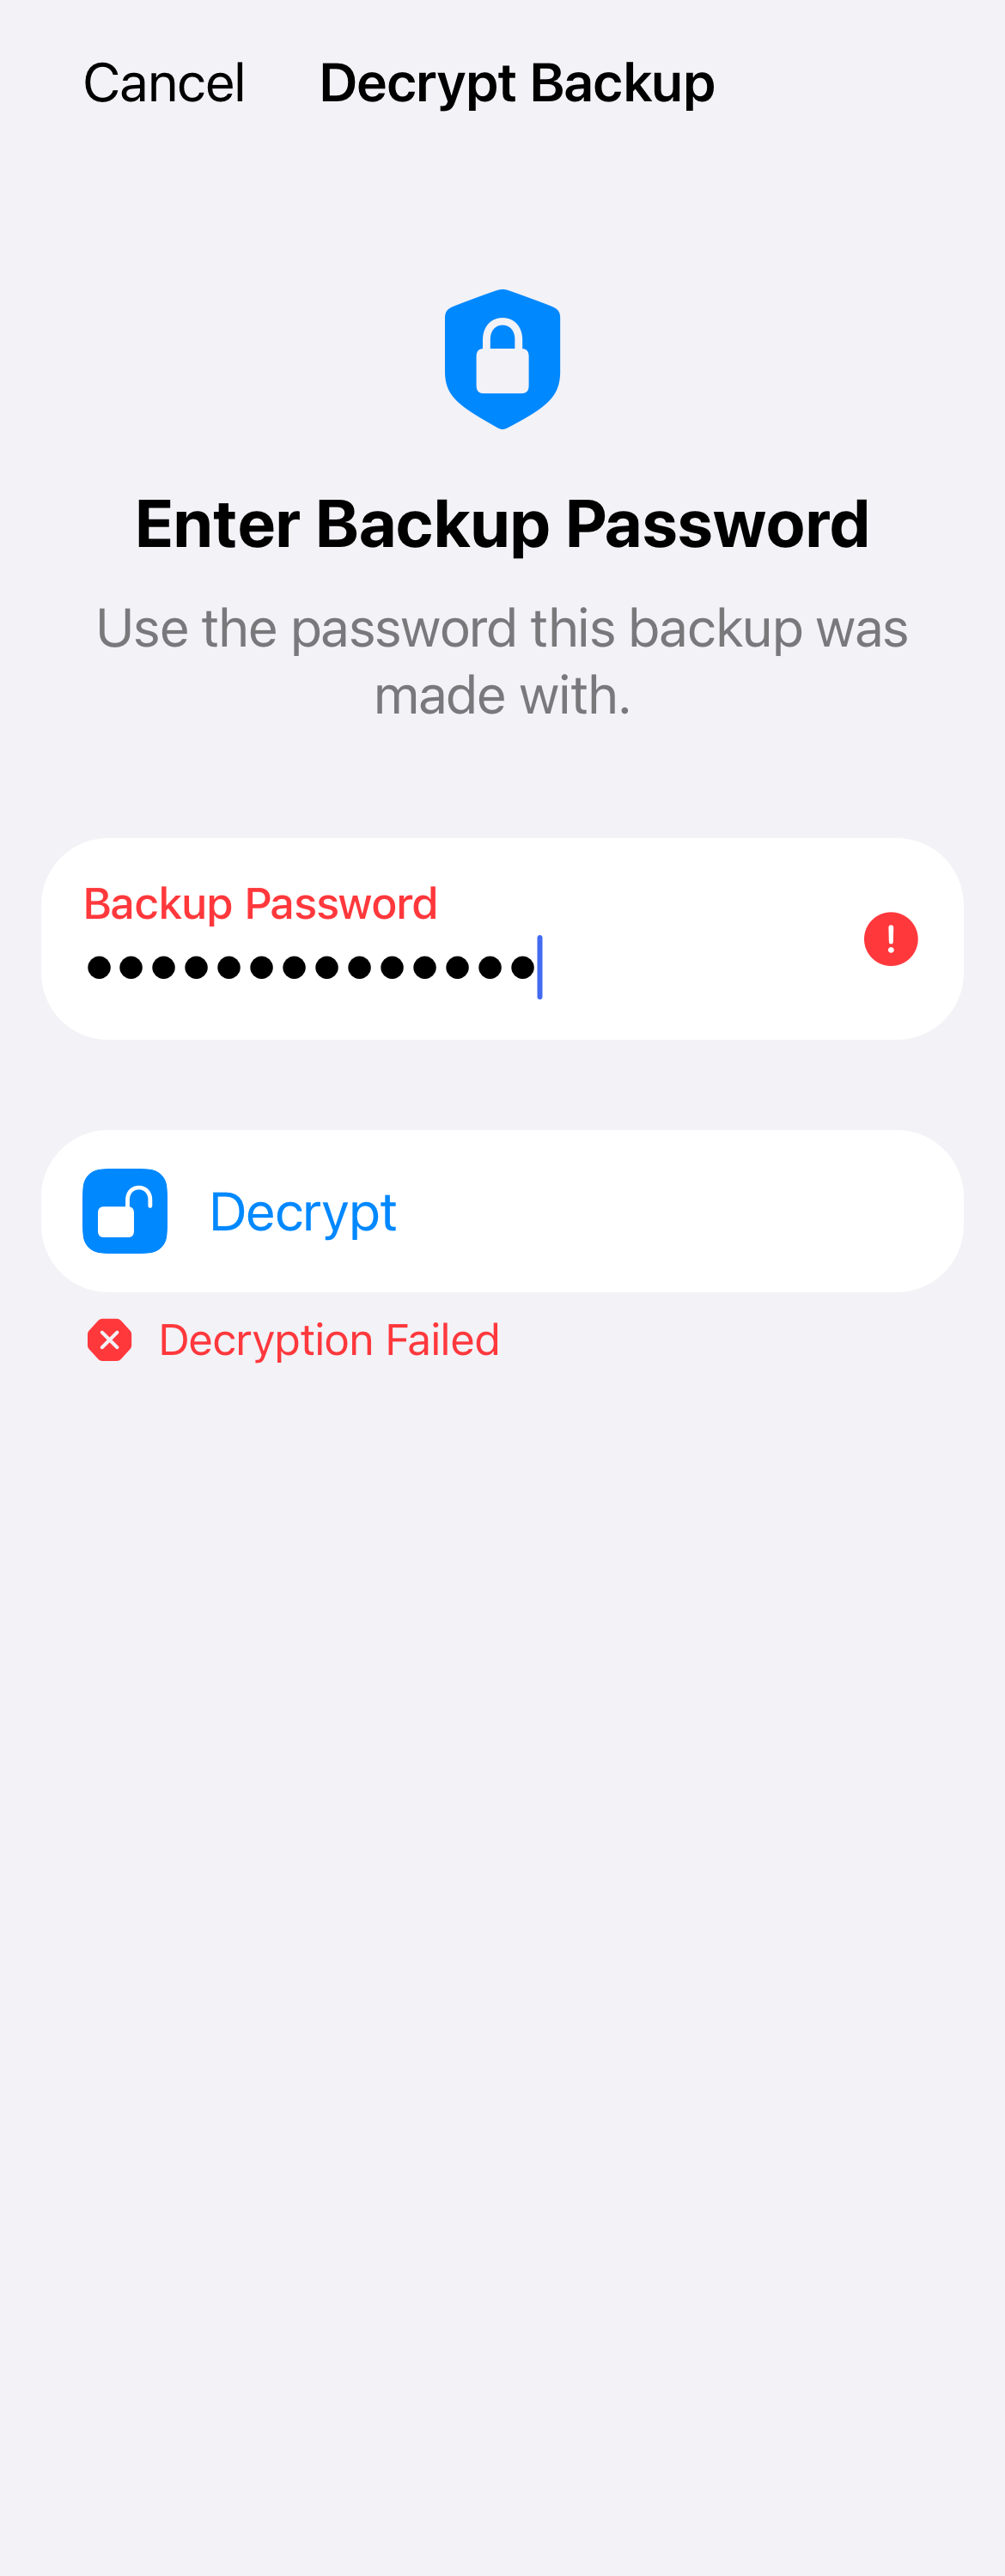 Cancel
Decrypt Backup
Enter Backup Password
Use the password this backup was
made with.
Backup Password
●●●●●●●●●●●●●●
Decrypt
Decryption Failed